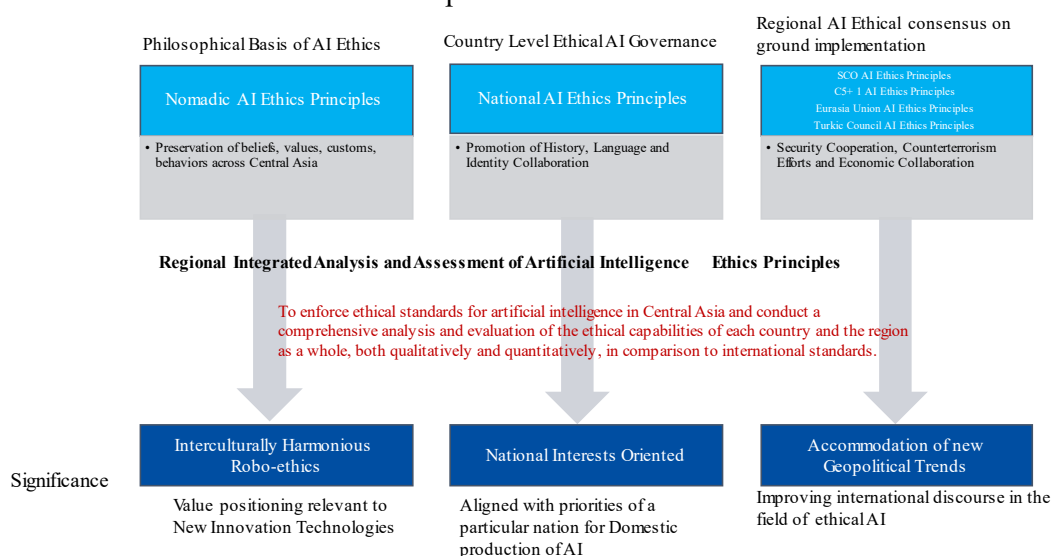 Philosophical Basis of AI Ethics
Country Level Ethical AI Governance
Regional AI Ethical consensus on
ground implementation
Nomadic AI Ethics Principles
National AI Ethics Principles
SCO AI Ethics Principles
C5+ 1 AI Ethics Principles
Eurasia Union AI Ethics Principles
Turkic Council AI Ethics Principles
• Preservation of beliefs, values, customs,
behaviors across Central Asia
• Promotion of History, Language and
Identity Collaboration
• Security Cooperation, Counterterrorism
Efforts and Economic Collaboration
Regional Integrated Analysis and Assessment of Artificial Intelligence Ethics Principles
To enforce ethical standards for artificial intelligence in Central Asia and conduct a
comprehensive analysis and evaluation of the ethical capabilities of each country and the region
as a whole, both qualitatively and quantitatively, in comparison to international standards.
Significance
Interculturally Harmonious
Robo-ethics
National Interests Oriented
Accommodation of new
Geopolitical Trends
Value positioning relevant to
New Innovation Technologies
Aligned with priorities of a
particular nation for Domestic
production of AI
Improving international discourse in the
field of ethical AI